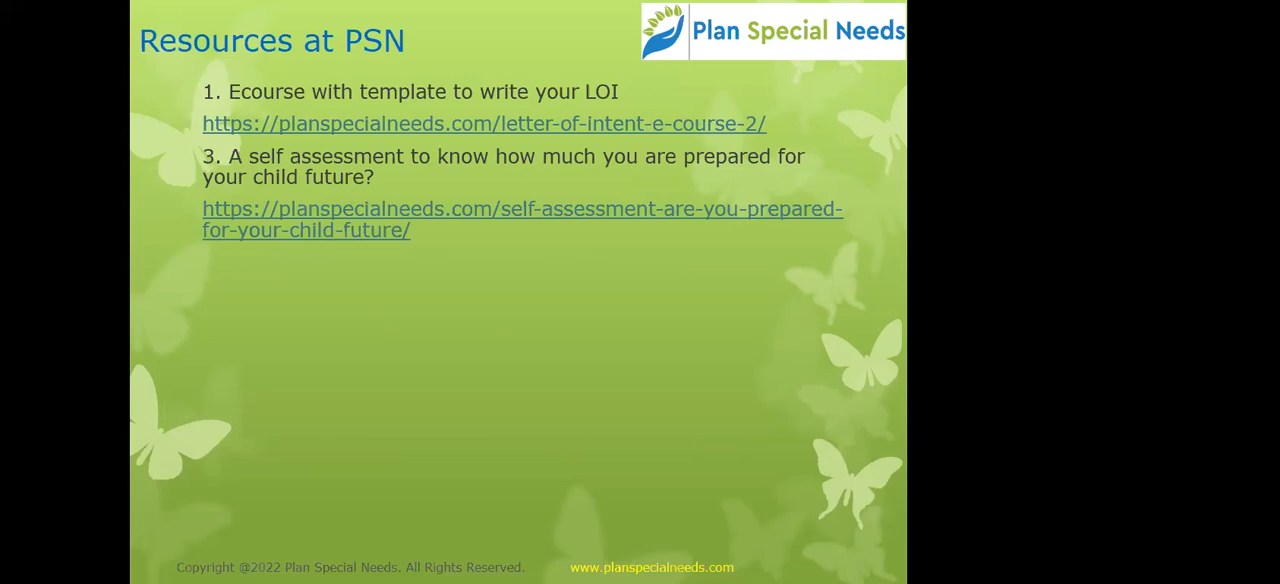 Resources at PSN
Plan Special Needs
1. Ecourse with template to write your LOI
https://planspecialneeds.com/letter-of-intent-e-course-2/
3. A self assessment to know how much you are prepared for
your child future?
https://planspecialneeds.com/self-assessment-are-you-prepared-
for-your-child-future/
Copyright @2022 Plan Special Needs. All Rights Reserved.
www.planspecialneeds.com